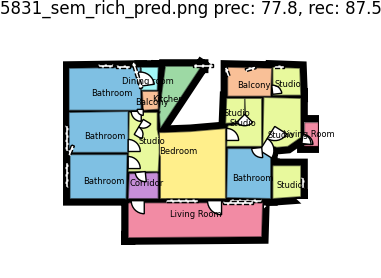 5831_sem_rich_pred.png prec: 77.8, rec: 87.5
Dining room
Bathroom
Balcony
Kitchen
Balcony
Studio
Studio
Studio
Bathroom
Studio
Studio
Living Room
Bedroom
Bathroom
Corridor
Bathroom
Studio
Living Room